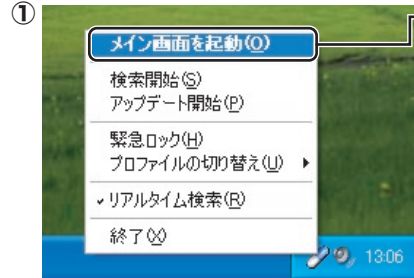 ①
メイン画面を起動(O)
検索開始(S)
アップデート開始(P)
緊急ロック(H)
プロファイルの切り替え(U)
リアルタイム検索(R)
終了(X)
13:06